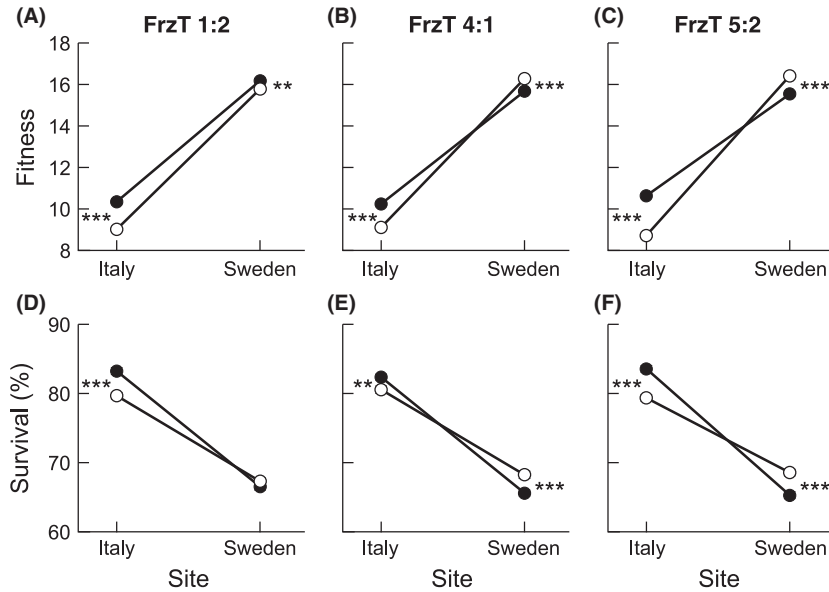 (A) FrzT 1:2 (B) FrzT 4:1 (C) FrzT 5:2
18
16
14
12
10
8
Fitness
*** ** *** *** *** ***
Italy Sweden Italy Sweden Italy Sweden
(D) (E) (F)
90
80
70
60
Survival (%)
*** ** *** *** ***
Italy Sweden Italy Sweden Italy Sweden
Site Site Site